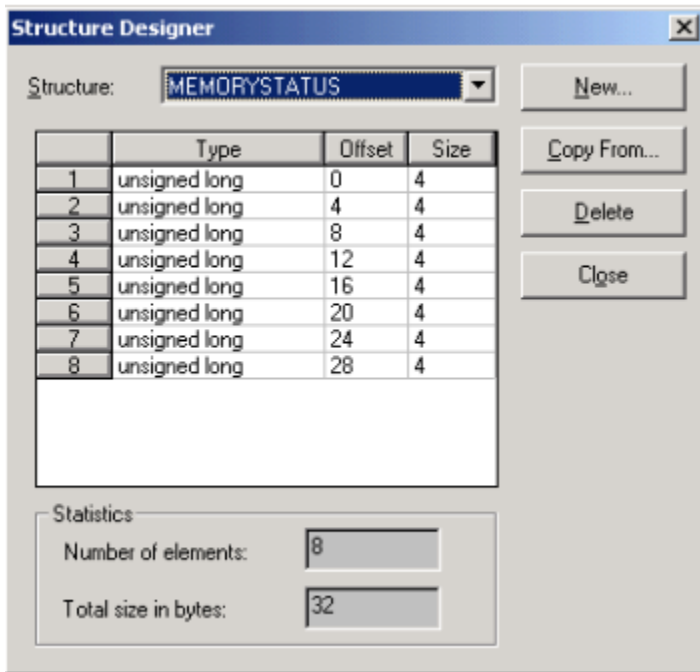 Structure Designer
Structure: MEMORYSTATUS New...
Type Offset Size Copy From...
1 unsigned long 0 4
2 unsigned long 4 4 Delete
3 unsigned long 8 4
4 unsigned long 12 4 Close
5 unsigned long 16 4
6 unsigned long 20 4
7 unsigned long 24 4
8 unsigned long 28 4
Statistics
Number of elements: 8
Total size in bytes: 32